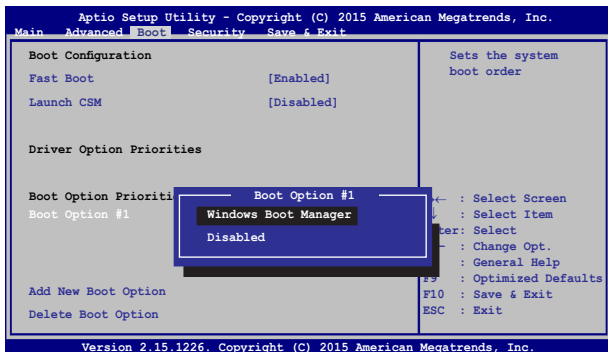 Aptio Setup Utility - Copyright (C) 2015 American Megatrends, Inc.
Main Advanced Boot Security Save & Exit
Boot Configuration
Fast Boot [Enabled]
Launch CSM [Disabled]
Driver Option Priorities
Boot Option Prioriti
Boot Option #1
Add New Boot Option
Delete Boot Option
Boot Option #1
Windows Boot Manager
Disabled
Sets the system
boot order
← : Select Screen
: Select Item
ter: Select
- : Change Opt.
: General Help
F9 : Optimized Defaults
F10 : Save & Exit
ESC : Exit
Version 2.15.1226. Copyright (C) 2015 American Megatrends, Inc.